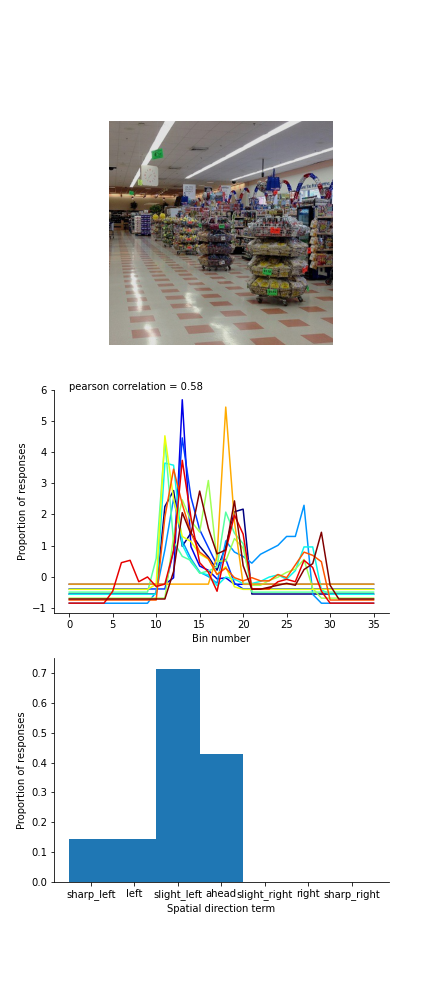 pearson correlation = 0.58
Proportion of responses
6
5
4
3
2
1
0
−1
0 5 10 15 20 25 30 35
Bin number
Proportion of responses
0.7
0.6
0.5
0.4
0.3
0.2
0.1
0.0
sharp_left left slight_left ahead slight_right right sharp_right
Spatial direction term